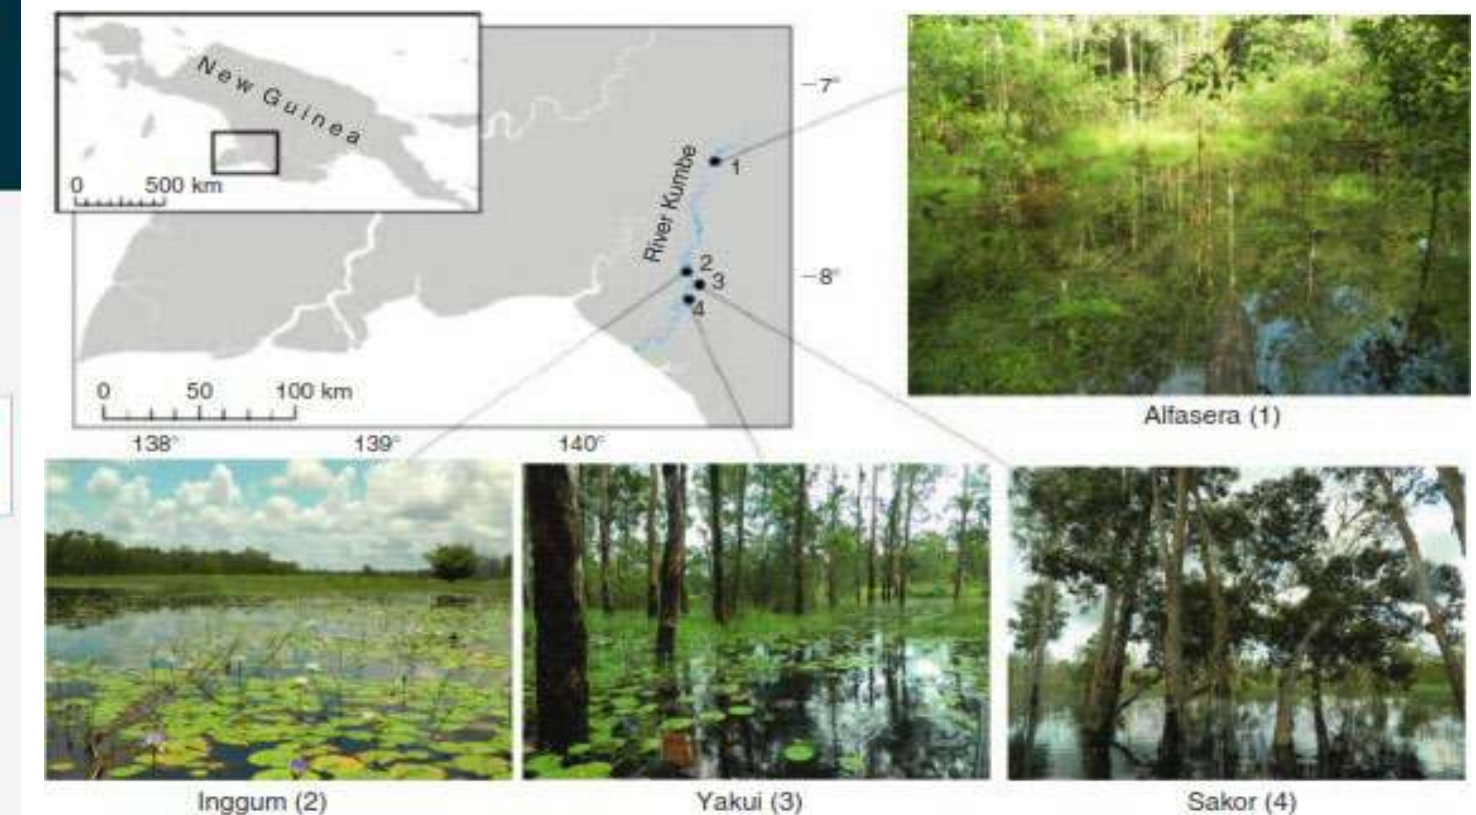 New Guinea
0 500 km
River Kumbe
1
2
3
4
−7°
−8°
0 50 100 km
138° 139° 140°
Alfasera (1)
Inggum (2)
Yakui (3)
Sakor (4)